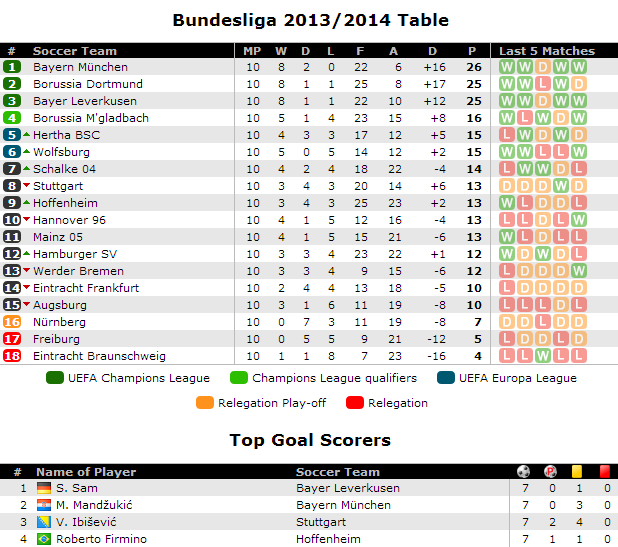 Bundesliga 2013/2014 Table
# Soccer Team MP W D L F A D P Last 5 Matches
1 Bayern München 10 8 2 0 22 6 +16 26 W W D W W
2 Borussia Dortmund 10 8 1 1 25 8 +17 25 W W L W D
3 Bayer Leverkusen 10 8 1 1 22 10 +12 25 W W D W W
4 Borussia M'gladbach 10 5 1 4 23 15 +8 16 W L W D W
5 Hertha BSC 10 4 3 3 17 12 +5 15 L W D W D
6 Wolfsburg 10 5 0 5 14 12 +2 15 W W L L W
7 Schalke 04 10 4 2 4 18 22 -4 14 L W W D L
8 Stuttgart 10 3 4 3 20 14 +6 13 D D D W D
9 Hoffenheim 10 3 4 3 25 23 +2 13 W L D D L
10 Hannover 96 10 4 1 5 12 16 -4 13 L L D L W
11 Mainz 05 10 4 1 5 15 21 -6 13 W L D L L
12 Hamburger SV 10 3 3 4 23 22 +1 12 W D W D L
13 Werder Bremen 10 3 3 4 9 15 -6 12 L D D D W
14 Eintracht Frankfurt 10 2 4 4 13 18 -5 10 L D D D D
15 Augsburg 10 3 1 6 11 19 -8 10 L L L D L
16 Nürnberg 10 0 7 3 11 19 -8 7 D D L D D
17 Freiburg 10 0 5 5 9 21 -12 5 L D D L D
18 Eintracht Braunschweig 10 1 1 8 7 23 -16 4 L L W L L
UEFA Champions League Champions League qualifiers UEFA Europa League
Relegation Play-off Relegation
Top Goal Scorers
# Name of Player Soccer Team P
1 S. Sam Bayer Leverkusen 7 0 1 0
2 M. Mandžukić Bayern München 7 0 3 0
3 V. Ibišević Stuttgart 7 2 4 0
4 Roberto Firmino Hoffenheim 7 1 1 0